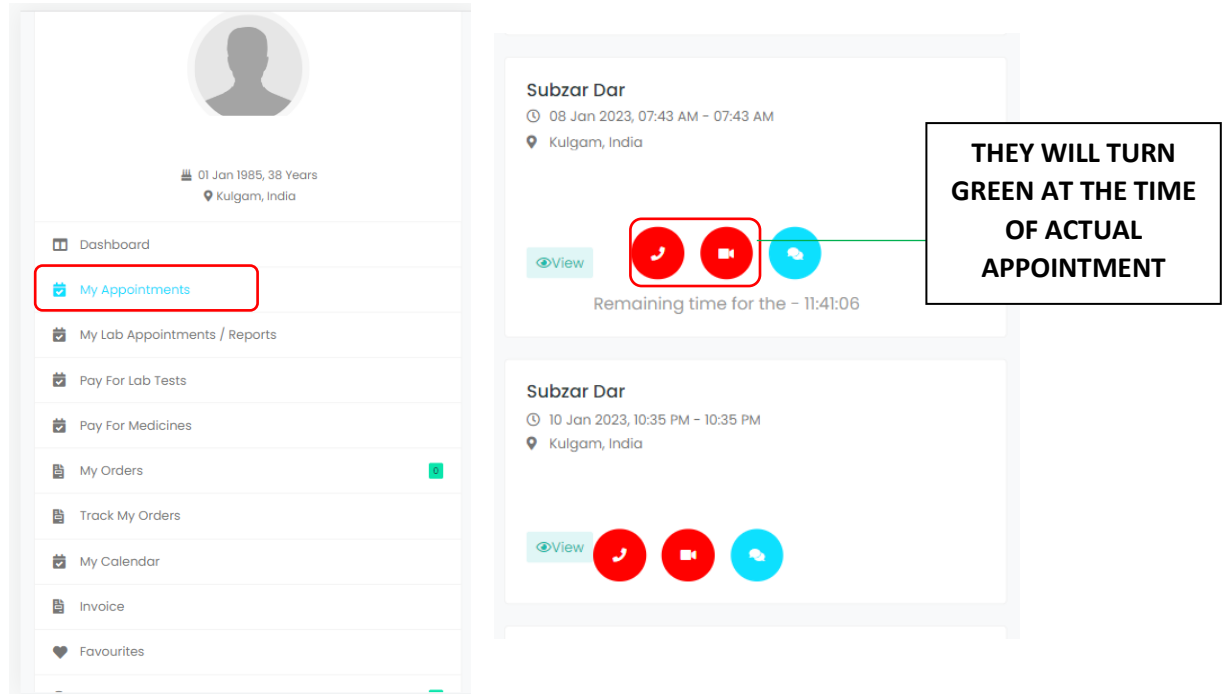 01 Jan 1985, 38 Years
Kulgam, India
Dashboard
My Appointments
My Lab Appointments / Reports
Pay For Lab Tests
Pay For Medicines
My Orders
0
Track My Orders
My Calendar
Invoice
Favourites
Subzar Dar
08 Jan 2023, 07:43 AM - 07:43 AM
Kulgam, India
View
Remaining time for the - 11:41:06
Subzar Dar
10 Jan 2023, 10:35 PM - 10:35 PM
Kulgam, India
View
THEY WILL TURN
GREEN AT THE TIME
OF ACTUAL
APPOINTMENT